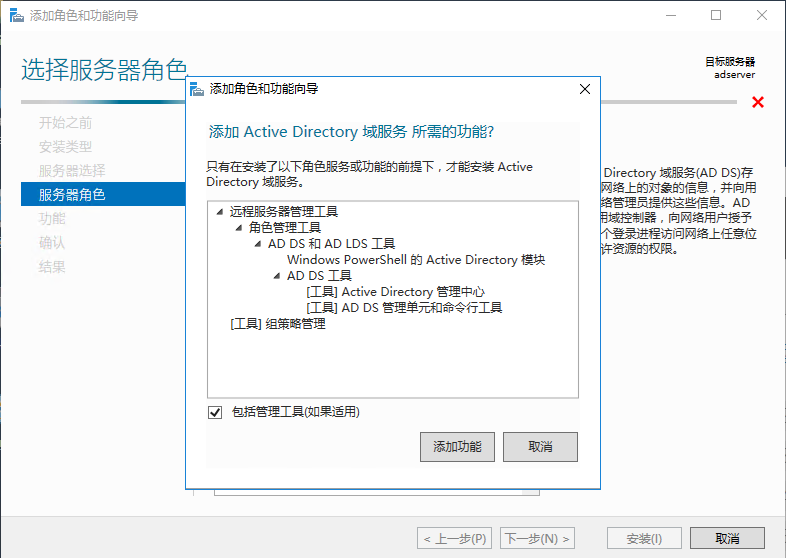 添加角色和功能向导
选择服务器角色
目标服务器
adserver
开始之前
安装类型
服务器选择
服务器角色
功能
确认
结果
添加角色和功能向导
添加 Active Directory 域服务 所需的功能?
只有在安装了以下角色服务或功能的前提下，才能安装 Active
Directory 域服务。
远程服务器管理工具
角色管理工具
AD DS 和 AD LDS 工具
Windows PowerShell 的 Active Directory 模块
AD DS 工具
[工具] Active Directory 管理中心
[工具] AD DS 管理单元和命令行工具
[工具] 组策略管理
包括管理工具(如果适用)
添加功能
取消
Directory 域服务(AD DS)存
网络上的对象的信息，并向用
络管理员提供这些信息。AD
用域控制器，向网络用户授予
个登录进程访问网络上任意位
许资源的权限。
< 上一步(P)
下一步(N) >
安装(I)
取消